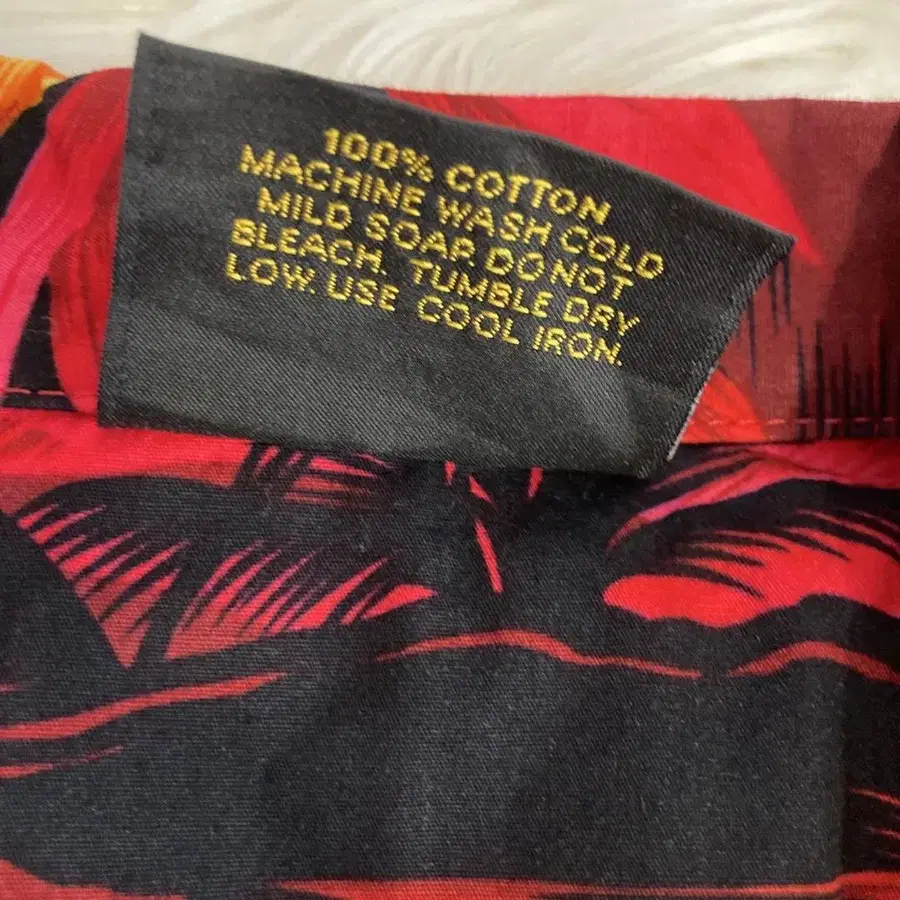 100% COTTON
MACHINE WASH COLD
MILD SOAP. DO NOT
BLEACH. TUMBLE DRY
LOW. USE COOL IRON.